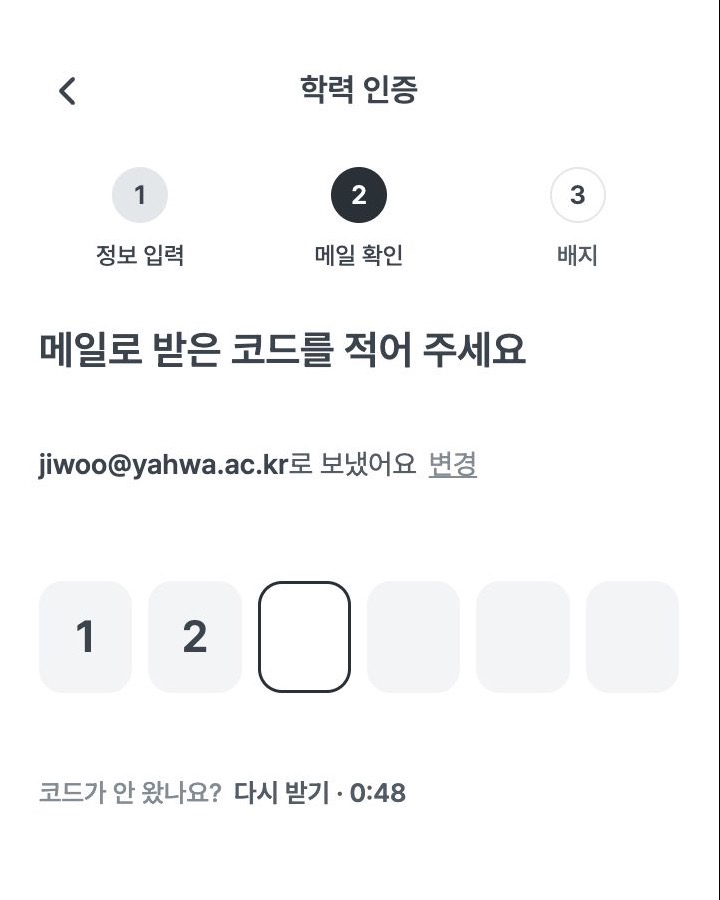 학력 인증
1 2 3
정보 입력 메일 확인 배지
메일로 받은 코드를 적어 주세요
jiwoo@yahwa.ac.kr로 보냈어요 변경
1 2
코드가 안 왔나요? 다시 받기 · 0:48